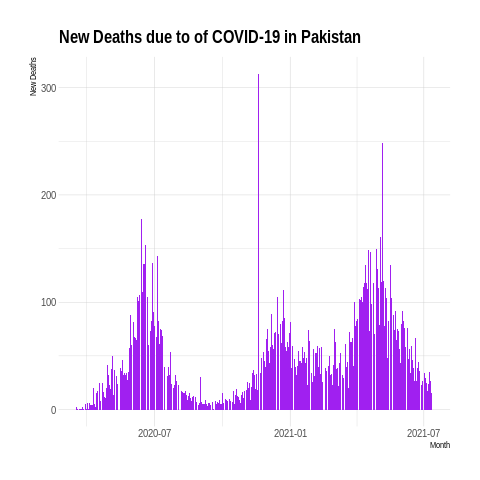 New Deaths due to of COVID-19 in Pakistan
New Deaths
300
200
100
0
2020-07
2021-01
2021-07
Month